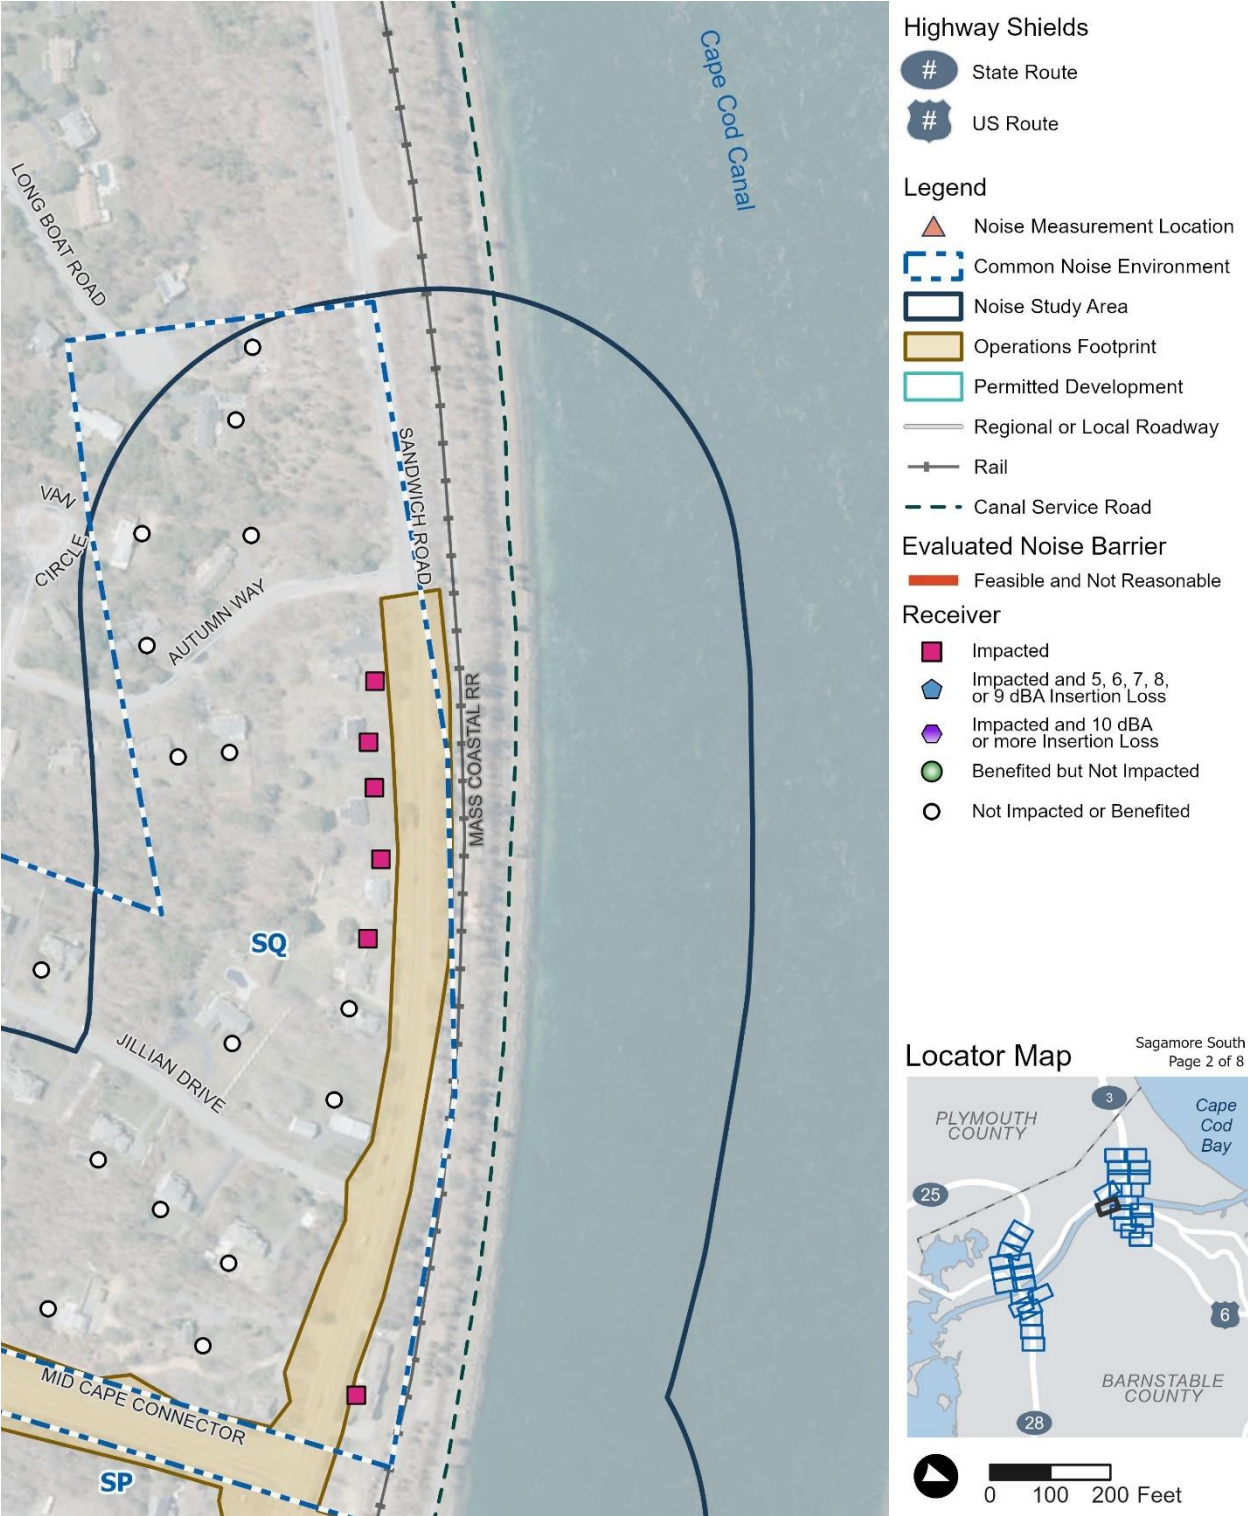 Cape Cod Canal
LONG BOAT ROAD
SANDWICH ROAD
VAN
CIRCLE
AUTUMN WAY
MASS COASTAL RR
SQ
JILLIAN DRIVE
MID CAPE CONNECTOR
SP
Highway Shields
# State Route
# US Route
Legend
Noise Measurement Location
Common Noise Environment
Noise Study Area
Operations Footprint
Permitted Development
Regional or Local Roadway
Rail
Canal Service Road
Evaluated Noise Barrier
Feasible and Not Reasonable
Receiver
Impacted
Impacted and 5, 6, 7, 8,
or 9 dBA Insertion Loss
Impacted and 10 dBA
or more Insertion Loss
Benefited but Not Impacted
Not Impacted or Benefited
Locator Map
Sagamore South
Page 2 of 8
3
PLYMOUTH
COUNTY
Cape
Cod
Bay
25
6
BARNSTABLE
COUNTY
28
0 100 200 Feet